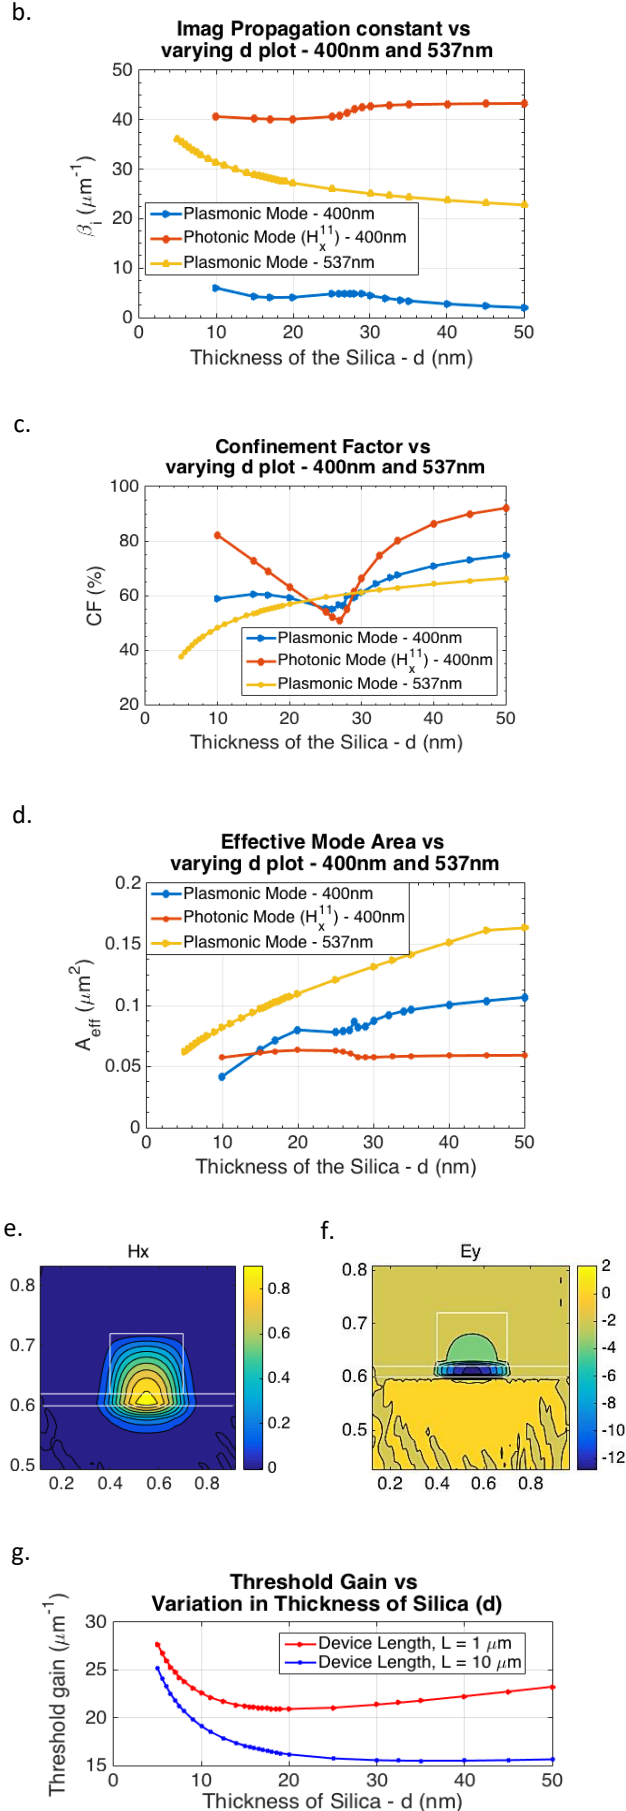 b.
Imag Propagation constant vs
varying d plot - 400nm and 537nm
50
40
30
20
10
0
β_i (μm^-1)
Plasmonic Mode - 400nm
Photonic Mode (H_x^11) - 400nm
Plasmonic Mode - 537nm
0 10 20 30 40 50
Thickness of the Silica - d (nm)
c.
Confinement Factor vs
varying d plot - 400nm and 537nm
100
80
60
40
20
CF (%)
Plasmonic Mode - 400nm
Photonic Mode (H_x^11) - 400nm
Plasmonic Mode - 537nm
0 10 20 30 40 50
Thickness of the Silica - d (nm)
d.
Effective Mode Area vs
varying d plot - 400nm and 537nm
0.2
0.15
0.1
0.05
0
A_eff (μm^2)
Plasmonic Mode - 400nm
Photonic Mode (H_x^11) - 400nm
Plasmonic Mode - 537nm
0 10 20 30 40 50
Thickness of the Silica - d (nm)
e.
Hx
0.8
0.7
0.6
0.5
0.2 0.4 0.6 0.8
0.8
0.6
0.4
0.2
0
f.
Ey
0.8
0.7
0.6
0.5
0.2 0.4 0.6 0.8
2
0
-2
-4
-6
-8
-10
-12
g.
Threshold Gain vs
Variation in Thickness of Silica (d)
30
25
20
15
Threshold gain (μm^-1)
Device Length, L = 1 μm
Device Length, L = 10 μm
0 10 20 30 40 50
Thickness of Silica - d (nm)